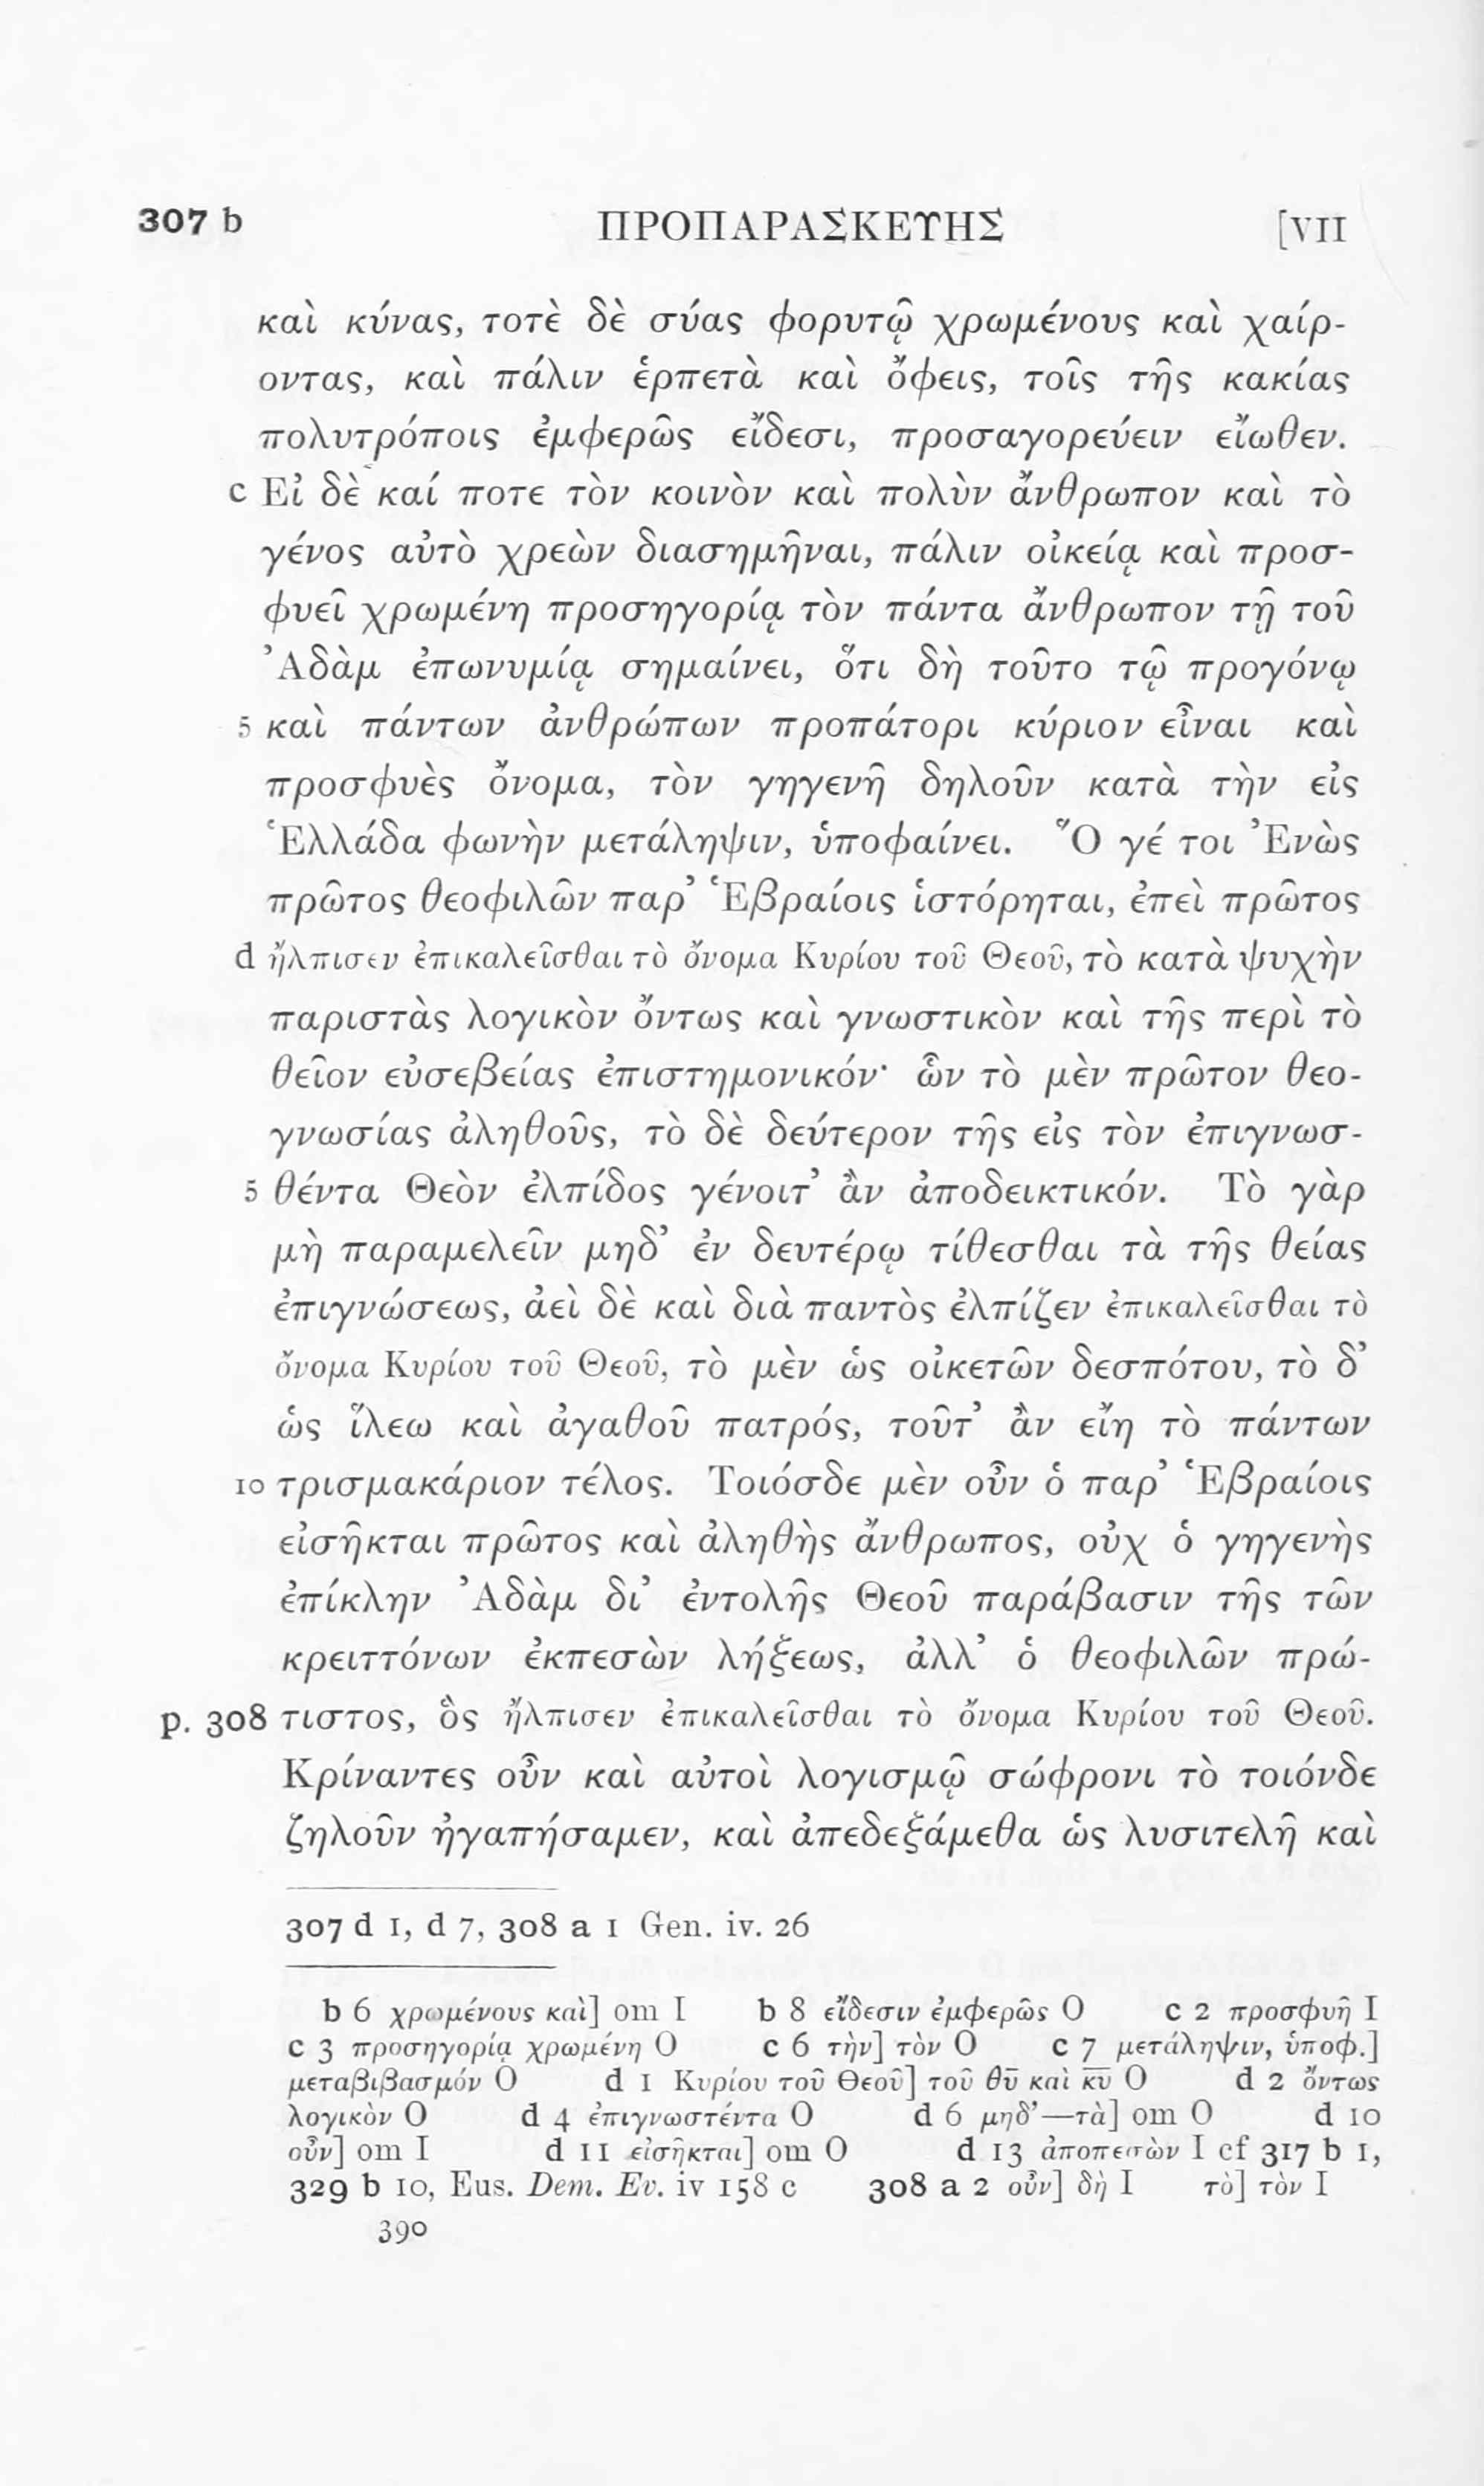 307 b ΠΡΟΠΑΡΑΣΚΕΥΗΣ [VII
καὶ κύνας, τοτὲ δὲ σύας φορυτῷ χρωμένους καὶ χαίρ-
οντας, καὶ πάλιν ἑρπετὰ καὶ ὄφεις, τοῖς τῆς κακίας
πολυτρόποις ἐμφερῶς εἴδεσι, προσαγορεύειν εἴωθεν.
c Εἰ δὲ καί ποτε τὸν κοινὸν καὶ πολὺν ἄνθρωπον καὶ τὸ
γένος αὐτὸ χρεὼν διασημῆναι, πάλιν οἰκείᾳ καὶ προσ-
φυεῖ χρωμένη προσηγορίᾳ τὸν πάντα ἄνθρωπον τῇ τοῦ
Ἀδὰμ ἐπωνυμίᾳ σημαίνει, ὅτι δὴ τοῦτο τῷ προγόνῳ
5 καὶ πάντων ἀνθρώπων προπάτορι κύριον εἶναι καὶ
προσφυὲς ὄνομα, τὸν γηγενῆ δηλοῦν κατὰ τὴν εἰς
Ἑλλάδα φωνὴν μετάληψιν, ὑποφαίνει. Ὅ γέ τοι Ἐνὼς
πρῶτος θεοφιλῶν παρ’ Ἑβραίοις ἱστόρηται, ἐπεὶ πρῶτος
d ἤλπισεν ἐπικαλεῖσθαι τὸ ὄνομα Κυρίου τοῦ Θεοῦ, τὸ κατὰ ψυχὴν
παριστὰς λογικὸν ὄντως καὶ γνωστικὸν καὶ τῆς περὶ τὸ
θεῖον εὐσεβείας ἐπιστημονικόν· ὧν τὸ μὲν πρῶτον θεο-
γνωσίας ἀληθοῦς, τὸ δὲ δεύτερον τῆς εἰς τὸν ἐπιγνωσ-
5 θέντα Θεὸν ἐλπίδος γένοιτ’ ἂν ἀποδεικτικόν. Τὸ γὰρ
μὴ παραμελεῖν μηδ’ ἐν δευτέρῳ τίθεσθαι τὰ τῆς θείας
ἐπιγνώσεως, ἀεὶ δὲ καὶ διὰ παντὸς ἐλπίζεν ἐπικαλεῖσθαι τὸ
ὄνομα Κυρίου τοῦ Θεοῦ, τὸ μὲν ὡς οἰκετῶν δεσπότου, τὸ δ’
ὡς ἵλεω καὶ ἀγαθοῦ πατρός, τοῦτ’ ἂν εἴη τὸ πάντων
10 τρισμακάριον τέλος. Τοιόσδε μὲν οὖν ὁ παρ’ Ἑβραίοις
εἰσῆκται πρῶτος καὶ ἀληθὴς ἄνθρωπος, οὐχ ὁ γηγενὴς
ἐπίκλην Ἀδὰμ δι’ ἐντολῆς Θεοῦ παράβασιν τῆς τῶν
κρειττόνων ἐκπεσὼν λήξεως, ἀλλ’ ὁ θεοφιλῶν πρώ-
p. 308 τιστος, ὃς ἤλπισεν ἐπικαλεῖσθαι τὸ ὄνομα Κυρίου τοῦ Θεοῦ.
Κρίναντες οὖν καὶ αὐτοὶ λογισμῷ σώφρονι τὸ τοιόνδε
ζηλοῦν ἠγαπήσαμεν, καὶ ἀπεδεξάμεθα ὡς λυσιτελῆ καὶ
307 d 1, d 7, 308 a 1 Gen. iv. 26
b 6 χρωμένους καὶ] om I b 8 εἴδεσιν ἐμφερῶς O c 2 προσφυῆ I
c 3 προσηγορίᾳ χρωμένη O c 6 τὴν] τὸν O c 7 μετάληψιν, ὑποφ.]
μεταβιβασμόν O d 1 Κυρίου τοῦ Θεοῦ] τοῦ θῡ καὶ κῡ O d 2 ὄντως
λογικὸν O d 4 ἐπιγνωστέντα O d 6 μηδ’—τὰ] om O d 10
οὖν] om I d 11 εἰσῆκται] om O d 13 ἀποπεσὼν I cf 317 b 1,
329 b 10, Eus. Dem. Ev. iv 158 c 308 a 2 οὖν] δὴ I τὸ] τὸν I
390